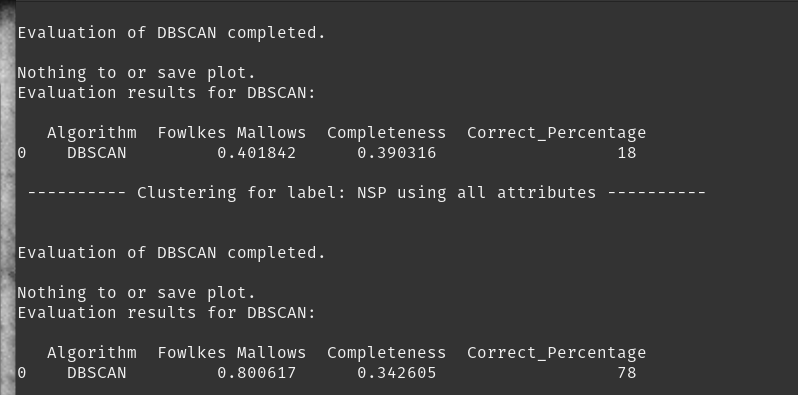 Evaluation of DBSCAN completed.
Nothing to or save plot.
Evaluation results for DBSCAN:
Algorithm Fowlkes Mallows Completeness Correct_Percentage
0 DBSCAN 0.401842 0.390316 18
---------- Clustering for label: NSP using all attributes ----------
Evaluation of DBSCAN completed.
Nothing to or save plot.
Evaluation results for DBSCAN:
Algorithm Fowlkes Mallows Completeness Correct_Percentage
0 DBSCAN 0.800617 0.342605 78